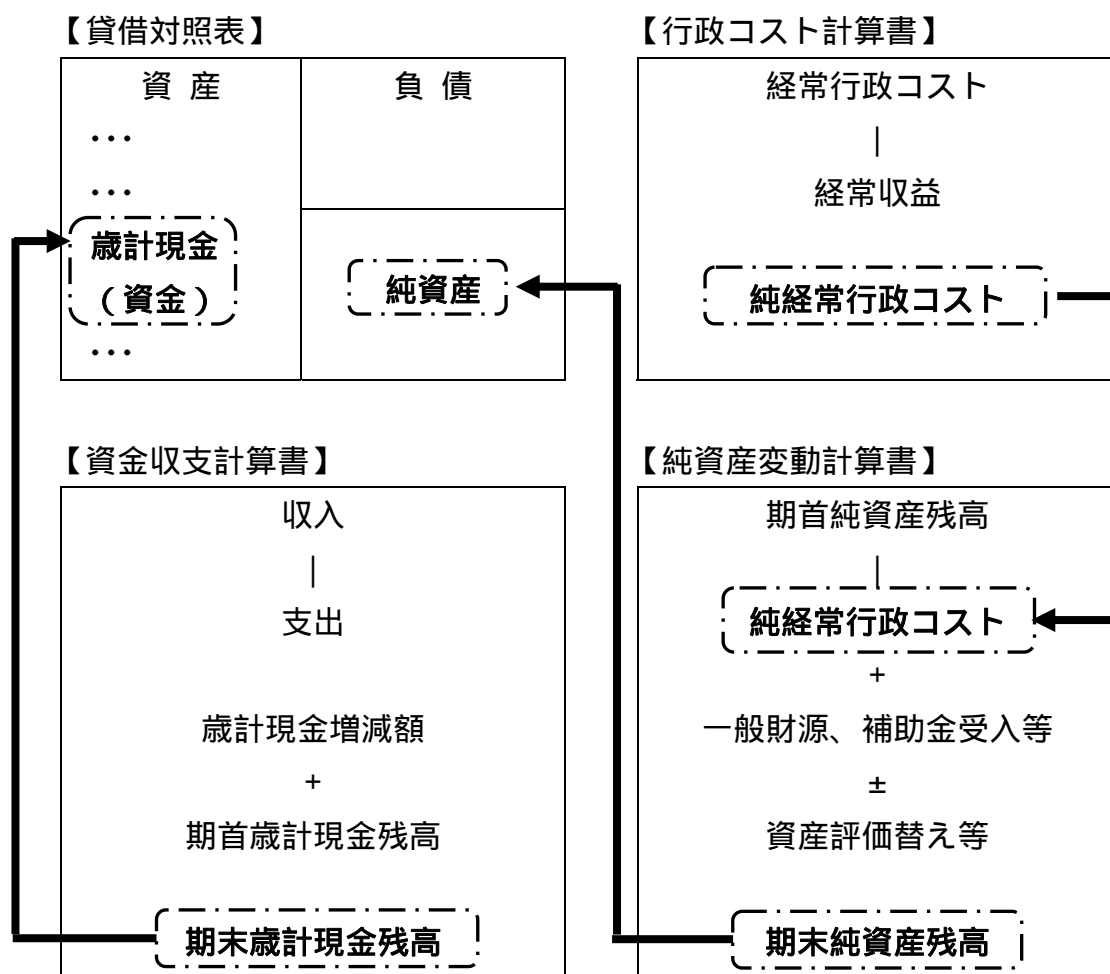 【貸借対照表】
資 産
･･･
･･･
歳計現金
(資金)
･･･
負 債
純資産
【行政コスト計算書】
経常行政コスト
|
経常収益
純経常行政コスト
【資金収支計算書】
収入
|
支出
歳計現金増減額
+
期首歳計現金残高
期末歳計現金残高
【純資産変動計算書】
期首純資産残高
|
純経常行政コスト
+
一般財源、補助金受入等
±
資産評価替え等
期末純資産残高